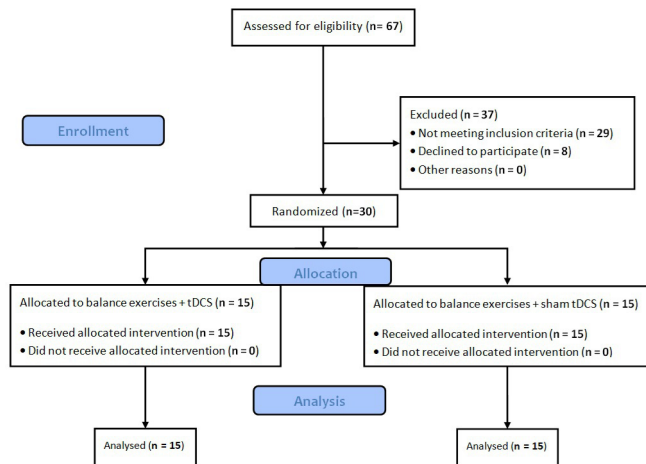 Assessed for eligibility (n= 67)
Enrollment
Excluded (n = 37)
• Not meeting inclusion criteria (n = 29)
• Declined to participate (n = 8)
• Other reasons (n = 0)
Randomized (n=30)
Allocation
Allocated to balance exercises + tDCS (n = 15)
• Received allocated intervention (n = 15)
• Did not receive allocated intervention (n = 0)
Allocated to balance exercises + sham tDCS (n = 15)
• Received allocated intervention (n = 15)
• Did not receive allocated intervention (n = 0)
Analysis
Analysed (n = 15)
Analysed (n = 15)